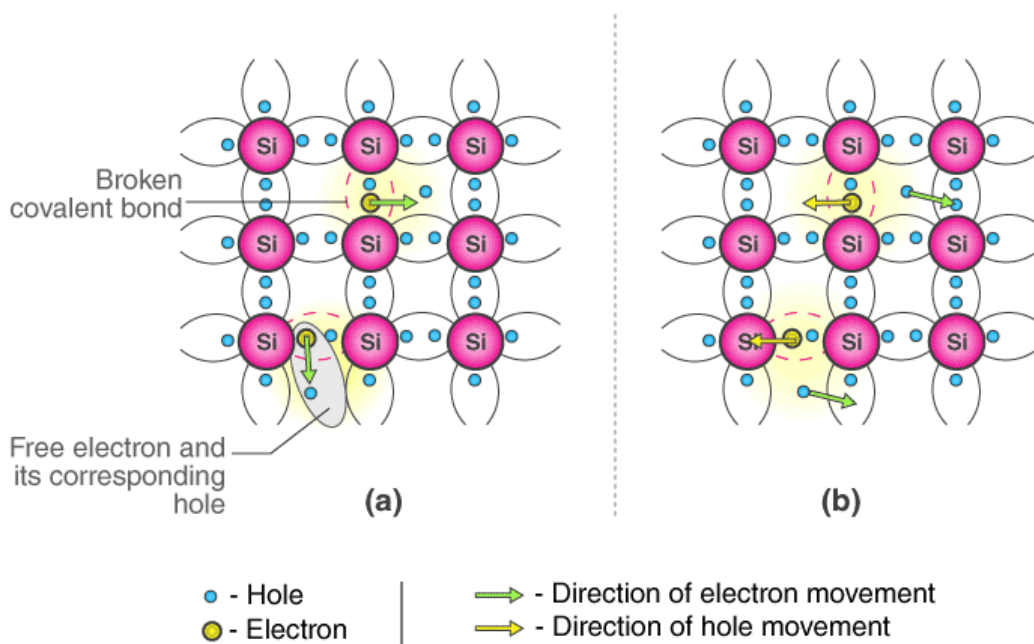 Si Si Si
Broken
covalent bond
Si Si Si
Si Si Si
Free electron and
its corresponding
hole
(a)
Si Si Si
Si Si Si
Si Si Si
(b)
- Hole
- Electron
- Direction of electron movement
- Direction of hole movement